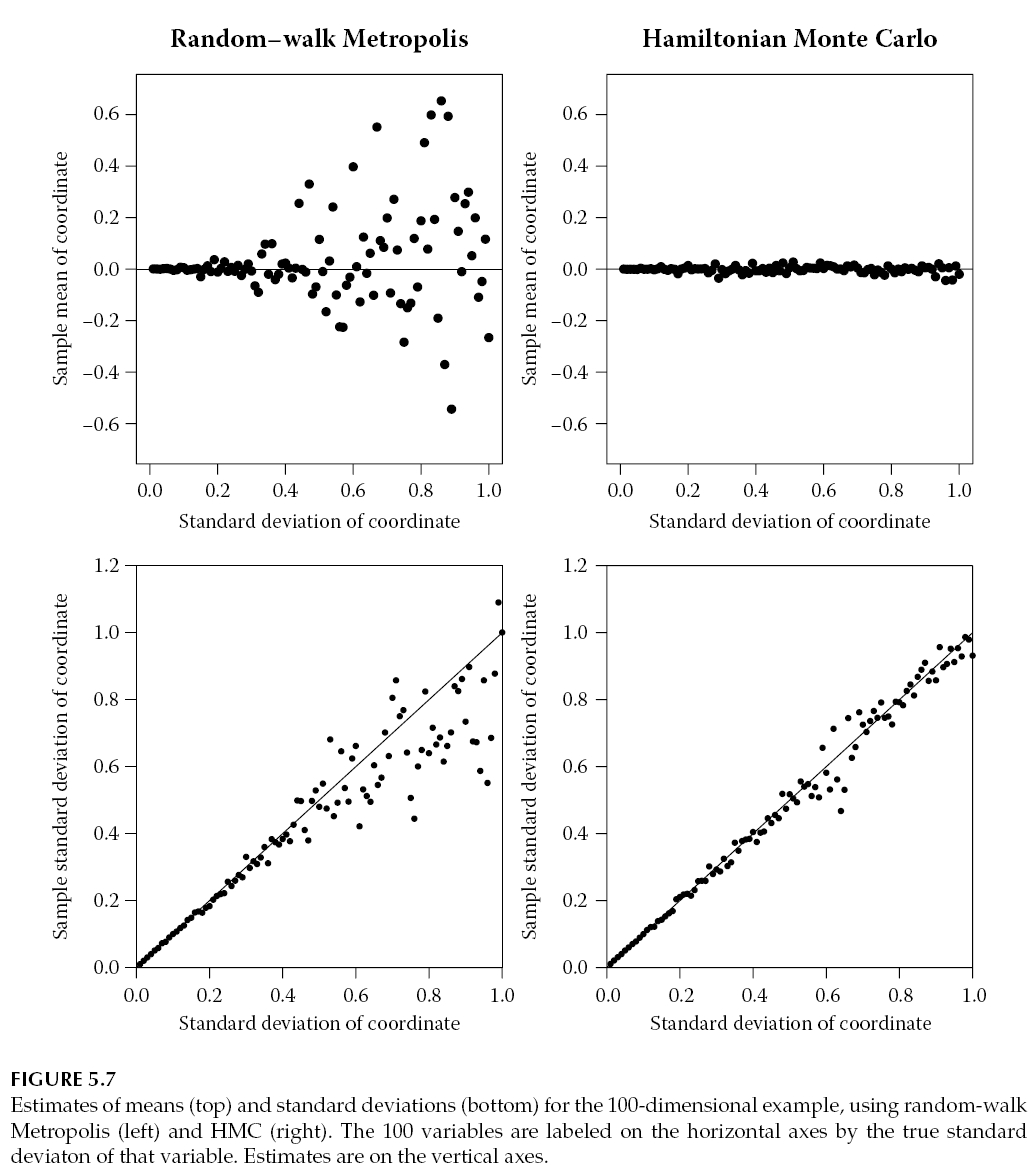 Random–walk Metropolis
Hamiltonian Monte Carlo
Sample mean of coordinate
0.6
0.4
0.2
0.0
–0.2
–0.4
–0.6
0.0 0.2 0.4 0.6 0.8 1.0
Standard deviation of coordinate
Sample mean of coordinate
0.6
0.4
0.2
0.0
–0.2
–0.4
–0.6
0.0 0.2 0.4 0.6 0.8 1.0
Standard deviation of coordinate
Sample standard deviation of coordinate
1.2
1.0
0.8
0.6
0.4
0.2
0.0
0.0 0.2 0.4 0.6 0.8 1.0
Standard deviation of coordinate
Sample standard deviation of coordinate
1.2
1.0
0.8
0.6
0.4
0.2
0.0
0.0 0.2 0.4 0.6 0.8 1.0
Standard deviation of coordinate
FIGURE 5.7
Estimates of means (top) and standard deviations (bottom) for the 100-dimensional example, using random-walk
Metropolis (left) and HMC (right). The 100 variables are labeled on the horizontal axes by the true standard
deviaton of that variable. Estimates are on the vertical axes.